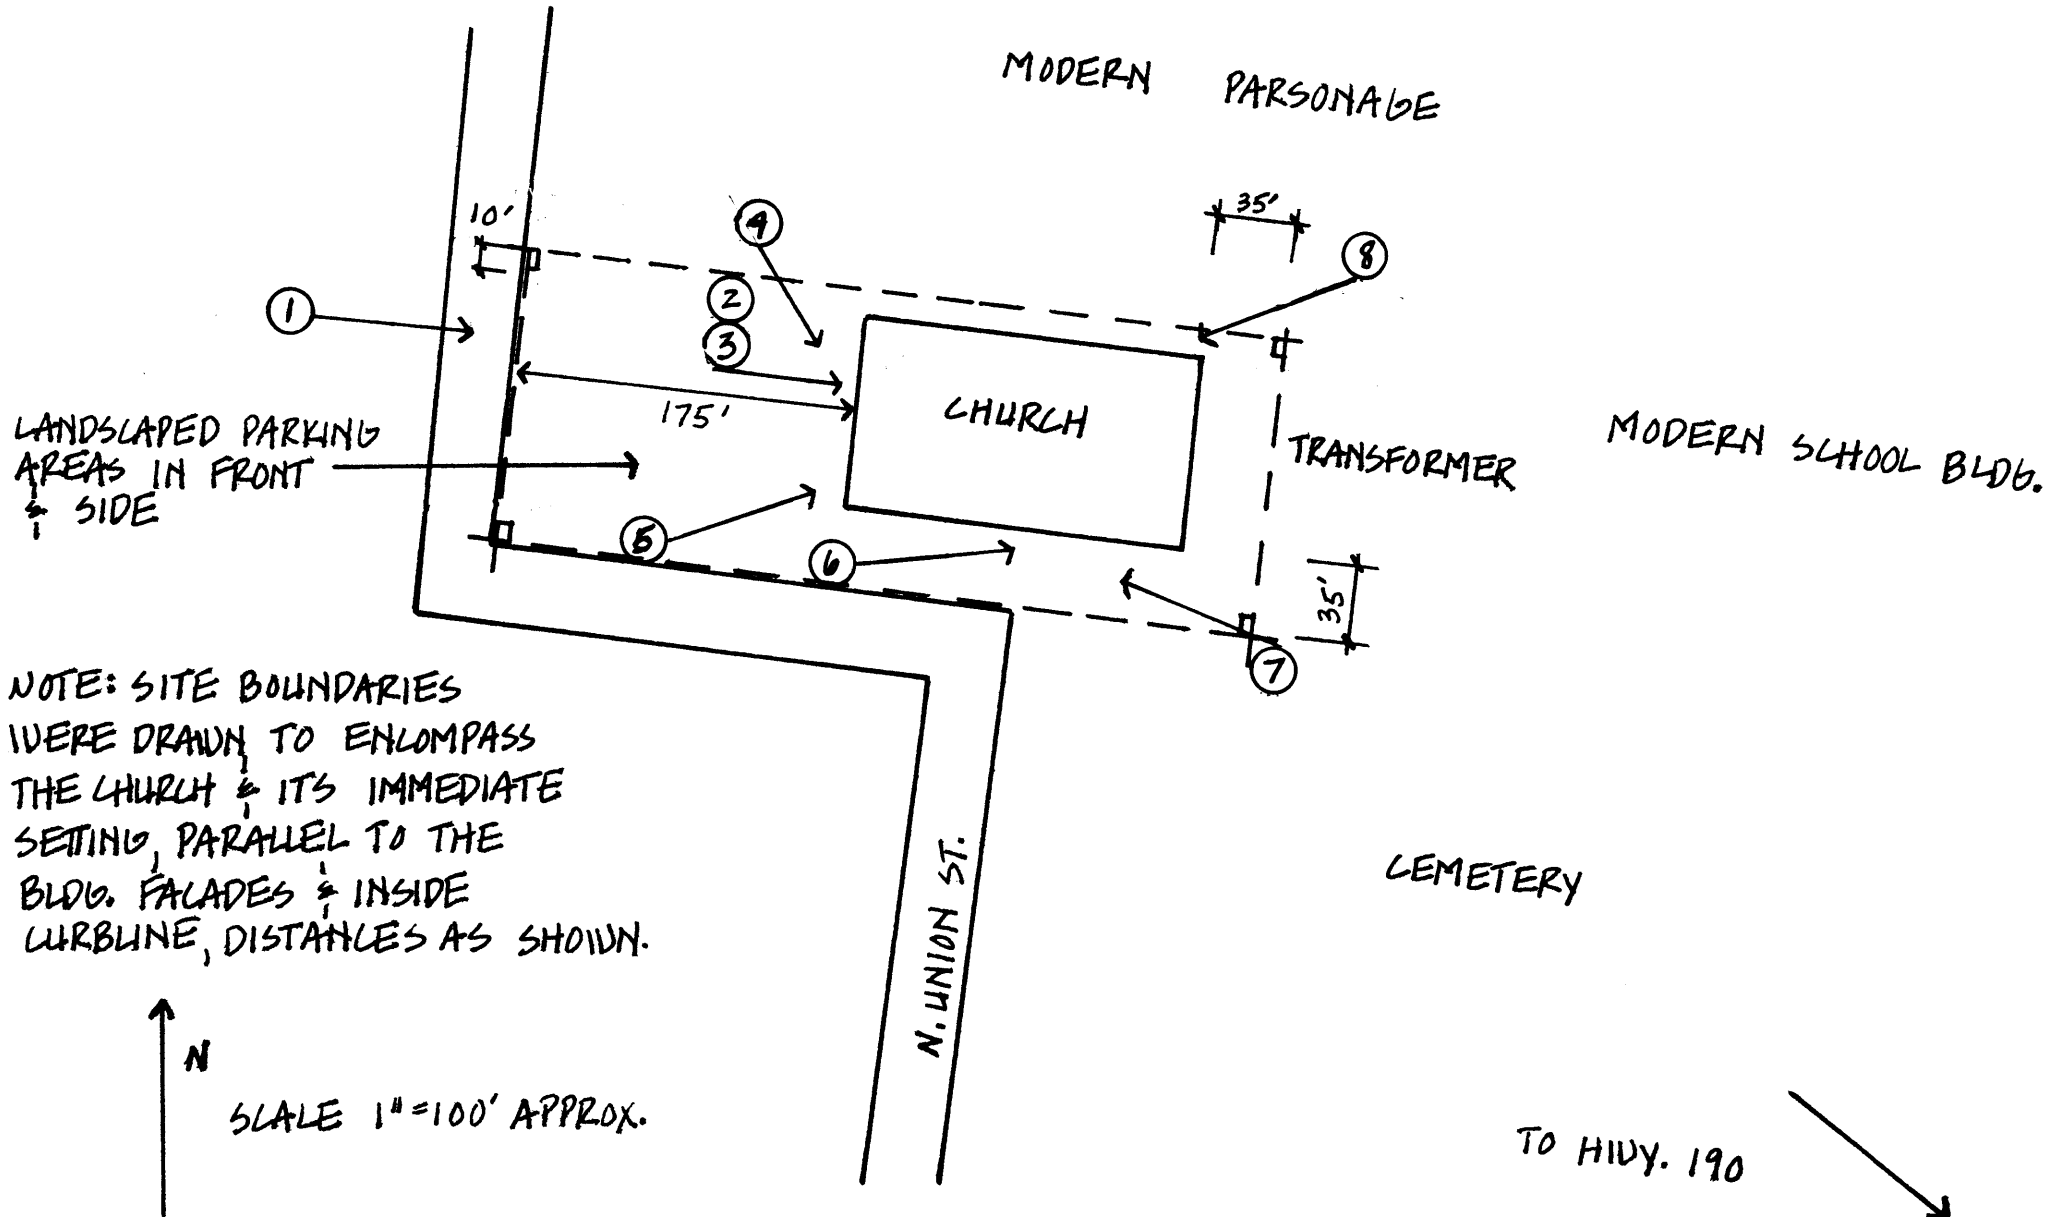 MODERN PARSONAGE
10'
35'
4
8
2
1
3
175'
CHURCH
LANDSCAPED PARKING
AREAS IN FRONT
& SIDE
TRANSFORMER
MODERN SCHOOL BLDG.
5
6
35'
7
NOTE: SITE BOUNDARIES
WERE DRAWN TO ENCOMPASS
THE CHURCH & ITS IMMEDIATE
SETTING, PARALLEL TO THE
BLDG. FACADES & INSIDE
CURBLINE, DISTANCES AS SHOWN.
CEMETERY
N. UNION ST.
N
SCALE 1"=100' APPROX.
TO HWY. 190